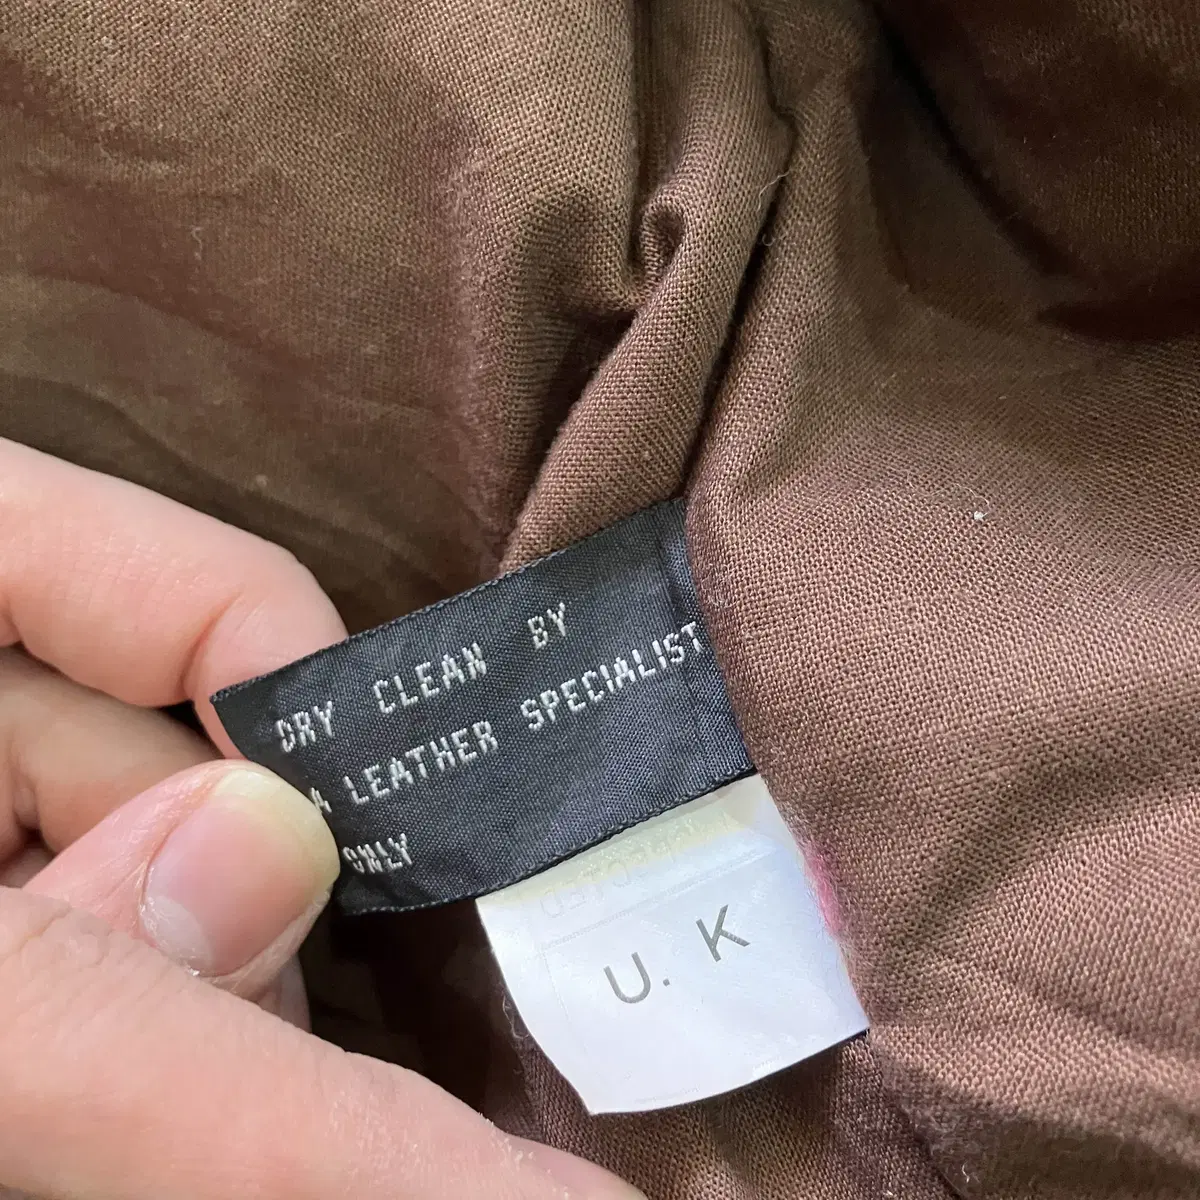 DRY CLEAN BY
A LEATHER SPECIALIST
ONLY
U. K